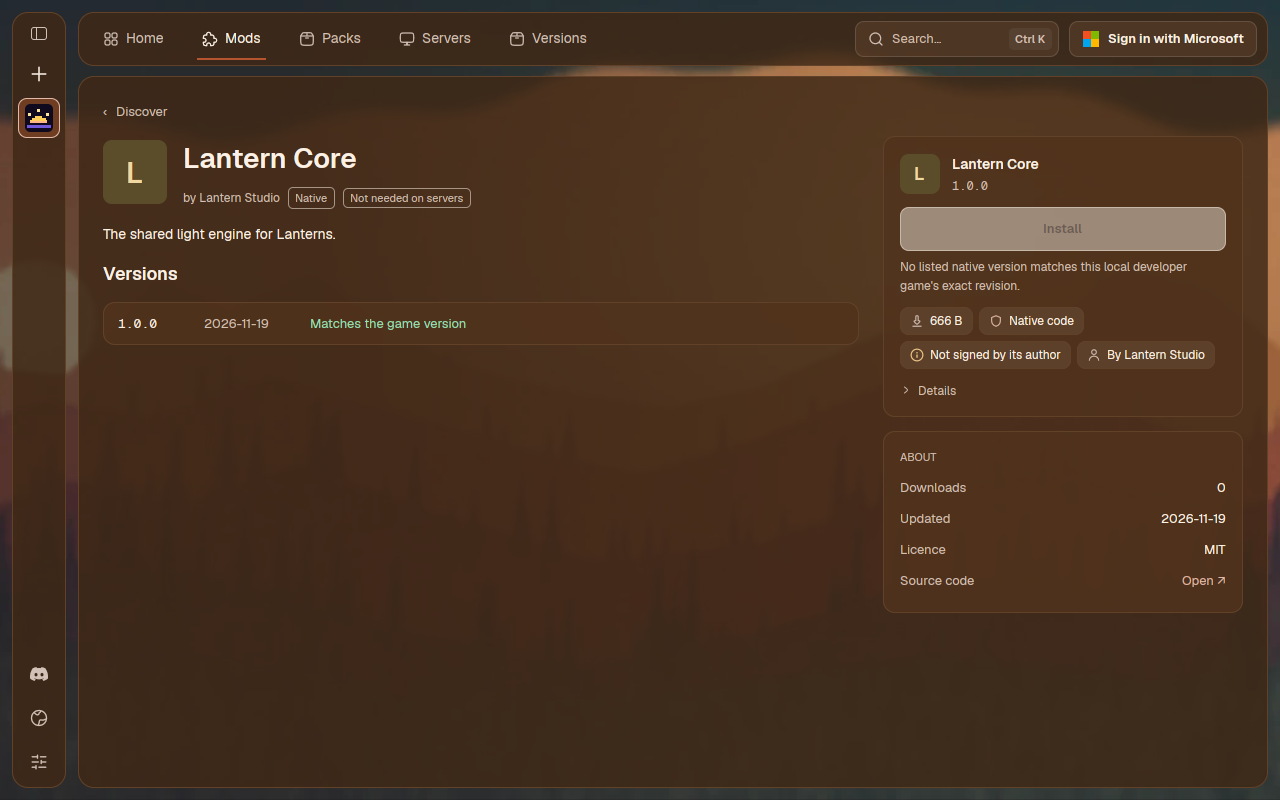 Home
Mods
Packs
Servers
Versions
Search...
Ctrl K
Sign in with Microsoft
‹ Discover
L
Lantern Core
by Lantern Studio
Native
Not needed on servers
The shared light engine for Lanterns.
Versions
1.0.0
2026-11-19
Matches the game version
L
Lantern Core
1.0.0
Install
No listed native version matches this local developer
game's exact revision.
666 B
Native code
Not signed by its author
By Lantern Studio
Details
ABOUT
Downloads
0
Updated
2026-11-19
Licence
MIT
Source code
Open ↗